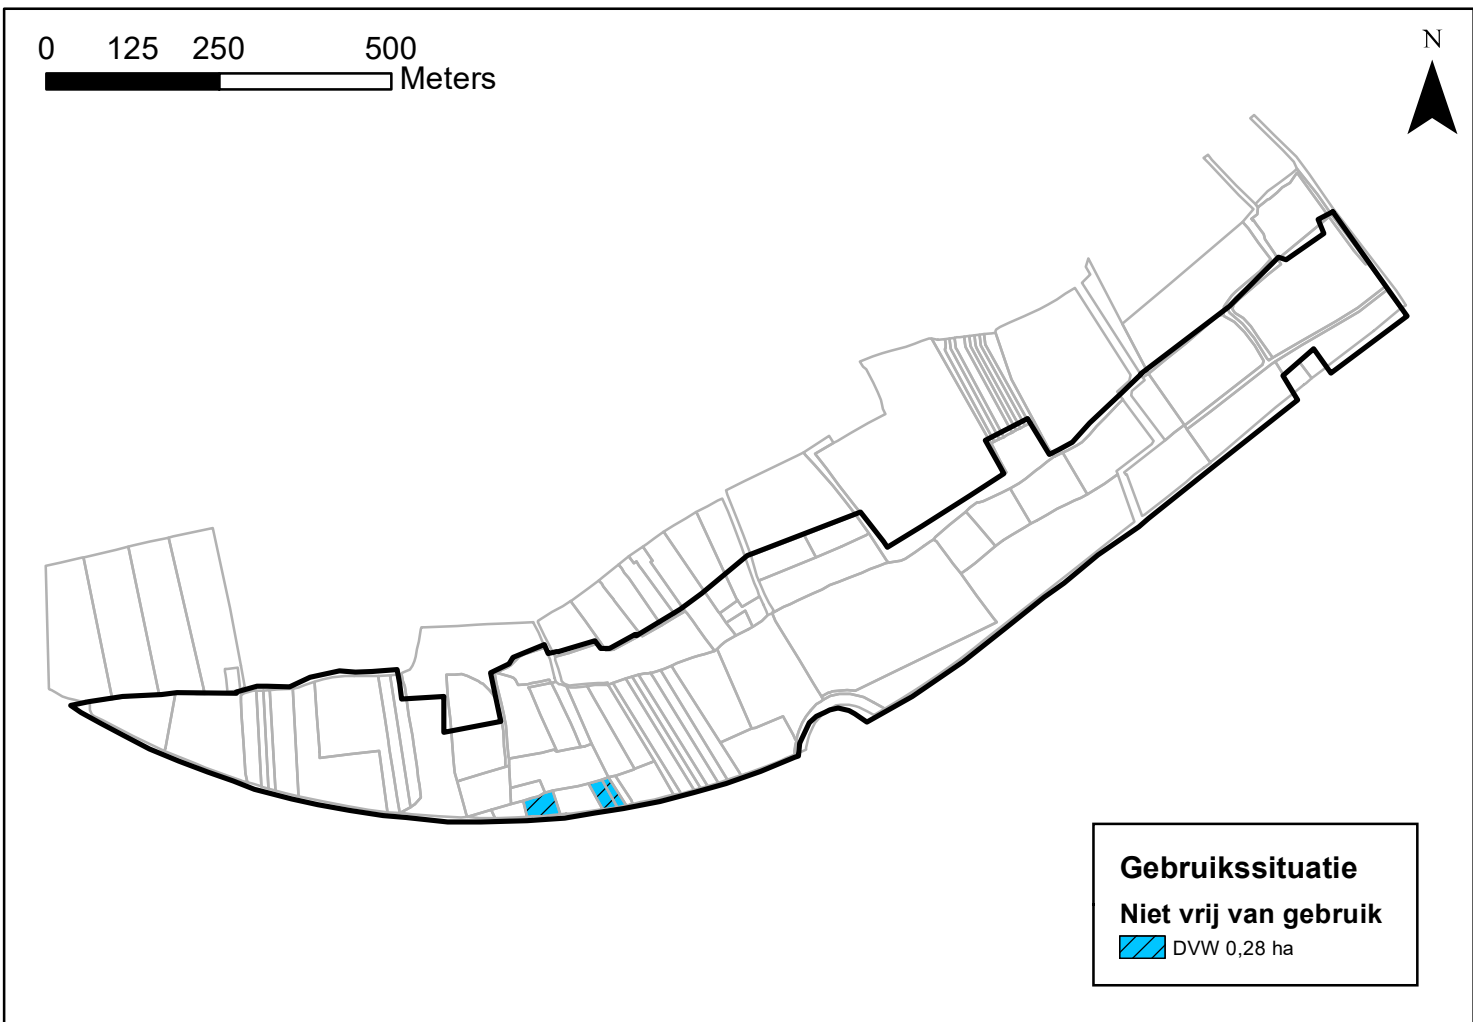 0 125 250 500
Meters
N
Gebruikssituatie
Niet vrij van gebruik
DVW 0,28 ha